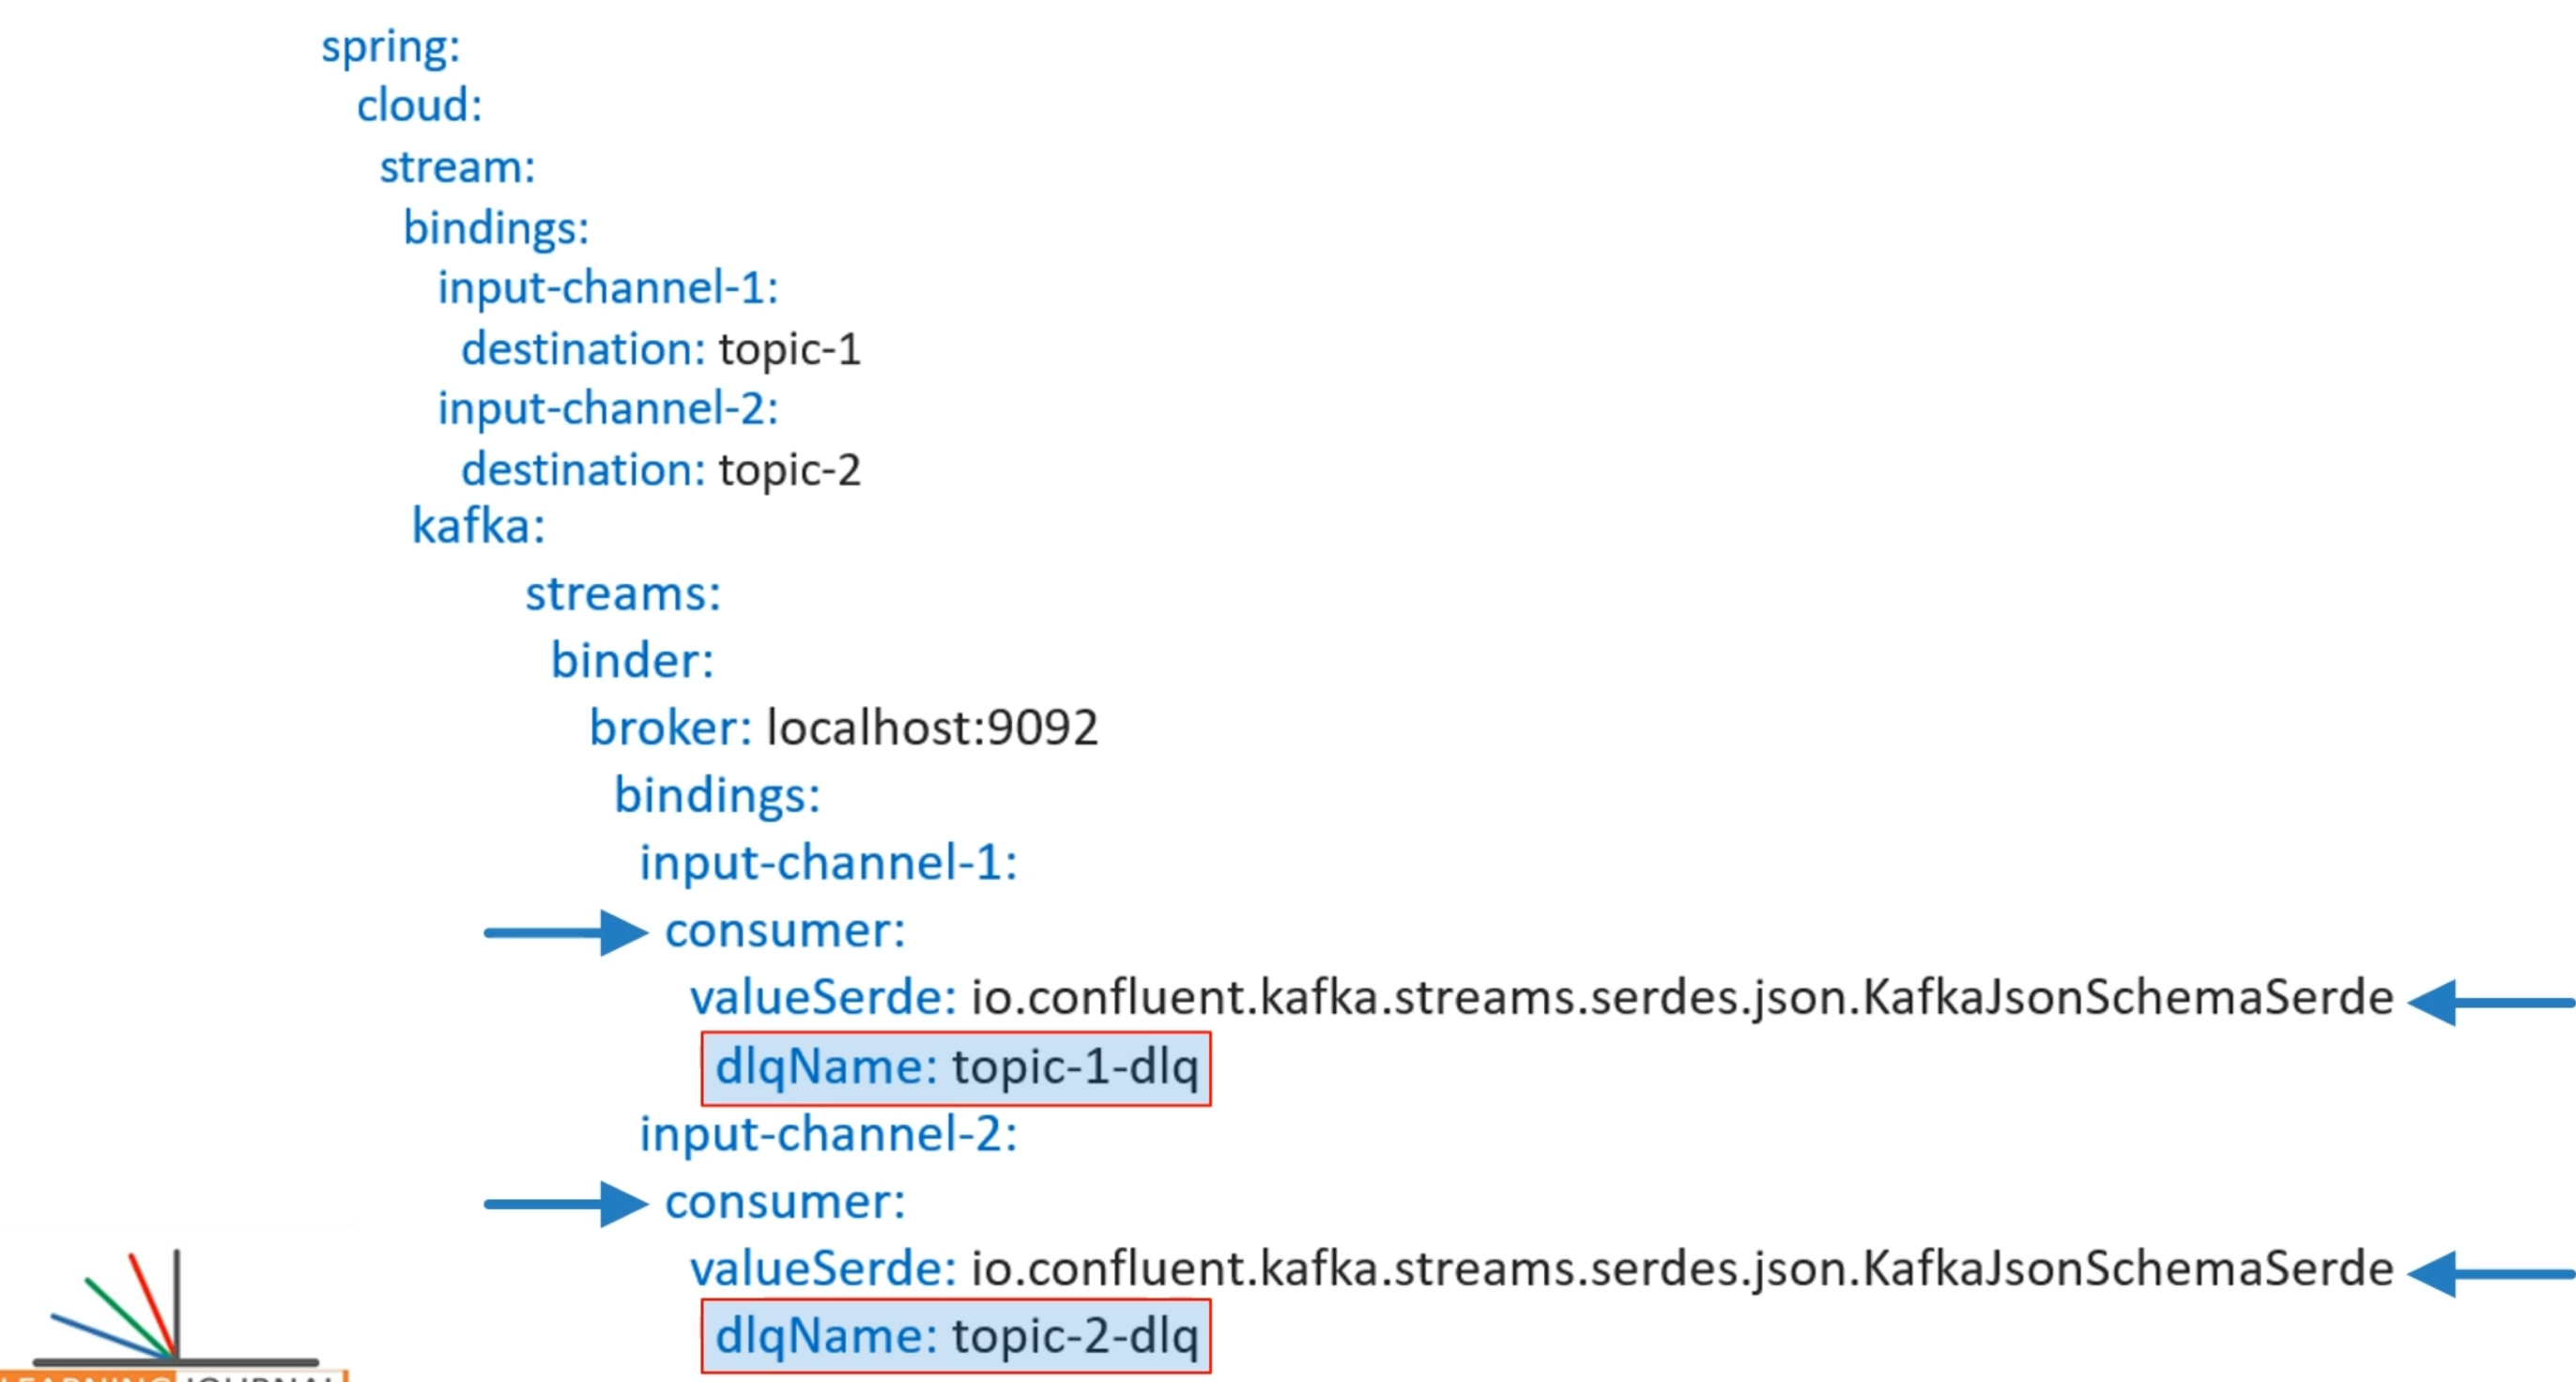 spring:
cloud:
stream:
bindings:
input-channel-1:
destination: topic-1
input-channel-2:
destination: topic-2
kafka:
streams:
binder:
broker: localhost:9092
bindings:
input-channel-1:
consumer:
valueSerde: io.confluent.kafka.streams.serdes.json.KafkaJsonSchemaSerde
dlqName: topic-1-dlq
input-channel-2:
consumer:
valueSerde: io.confluent.kafka.streams.serdes.json.KafkaJsonSchemaSerde
dlqName: topic-2-dlq
LEARNING JOURNAL